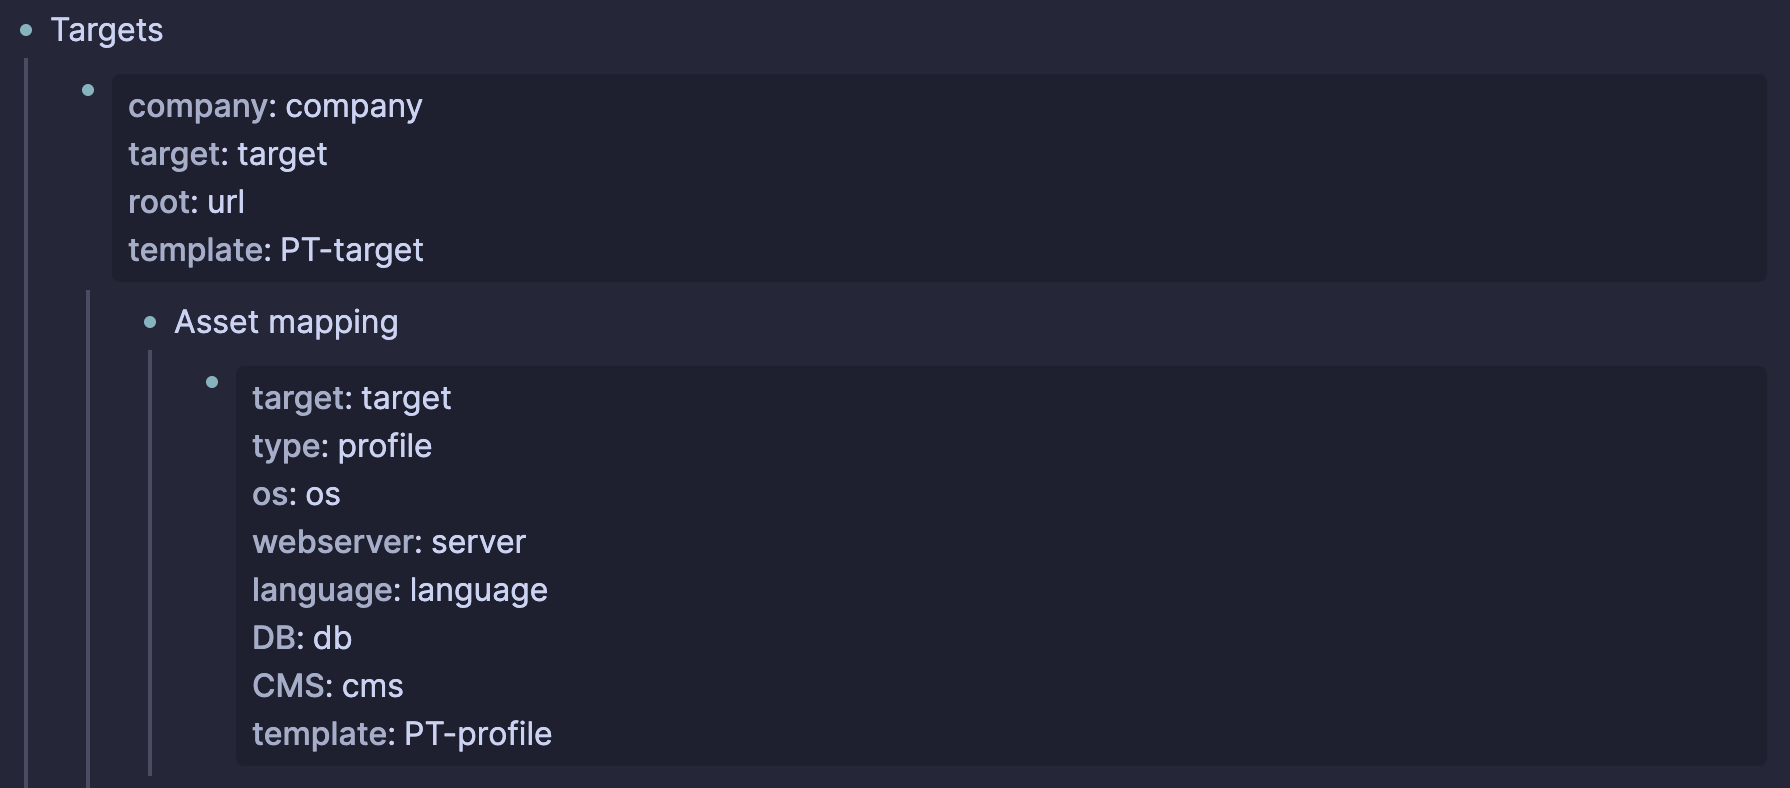 Targets
company: company
target: target
root: url
template: PT-target
Asset mapping
target: target
type: profile
os: os
webserver: server
language: language
DB: db
CMS: cms
template: PT-profile